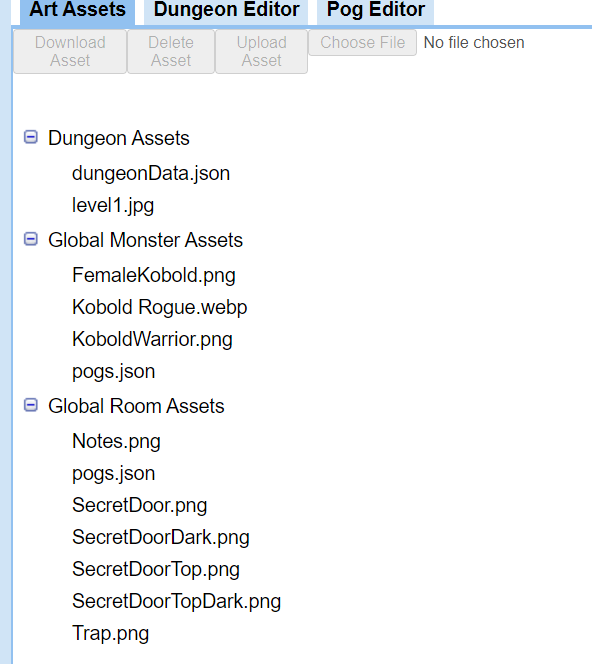 Art Assets Dungeon Editor Pog Editor
Download Delete Upload Choose File No file chosen
Asset Asset Asset
Dungeon Assets
dungeonData.json
level1.jpg
Global Monster Assets
FemaleKobold.png
Kobold Rogue.webp
KoboldWarrior.png
pogs.json
Global Room Assets
Notes.png
pogs.json
SecretDoor.png
SecretDoorDark.png
SecretDoorTop.png
SecretDoorTopDark.png
Trap.png